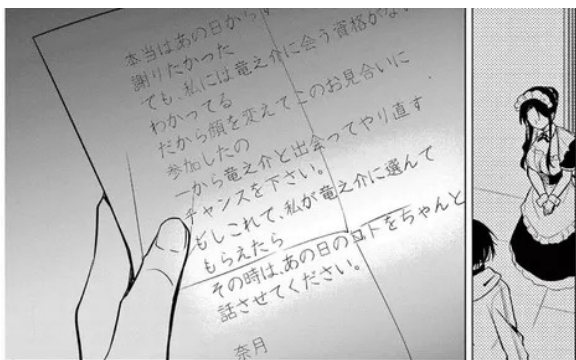 本当はあの日から
謝りたかった
でも、私には竜之介に会う資格がな
わかってる
だから顔を変えてこのお見合いに
参加したの
一から竜之介と出会ってやり直す
チャンスを下さい。
もしこれで、私が竜之介に選んで
もらえたら
その時は、あの日のコトをちゃんと
話させてください。
奈月